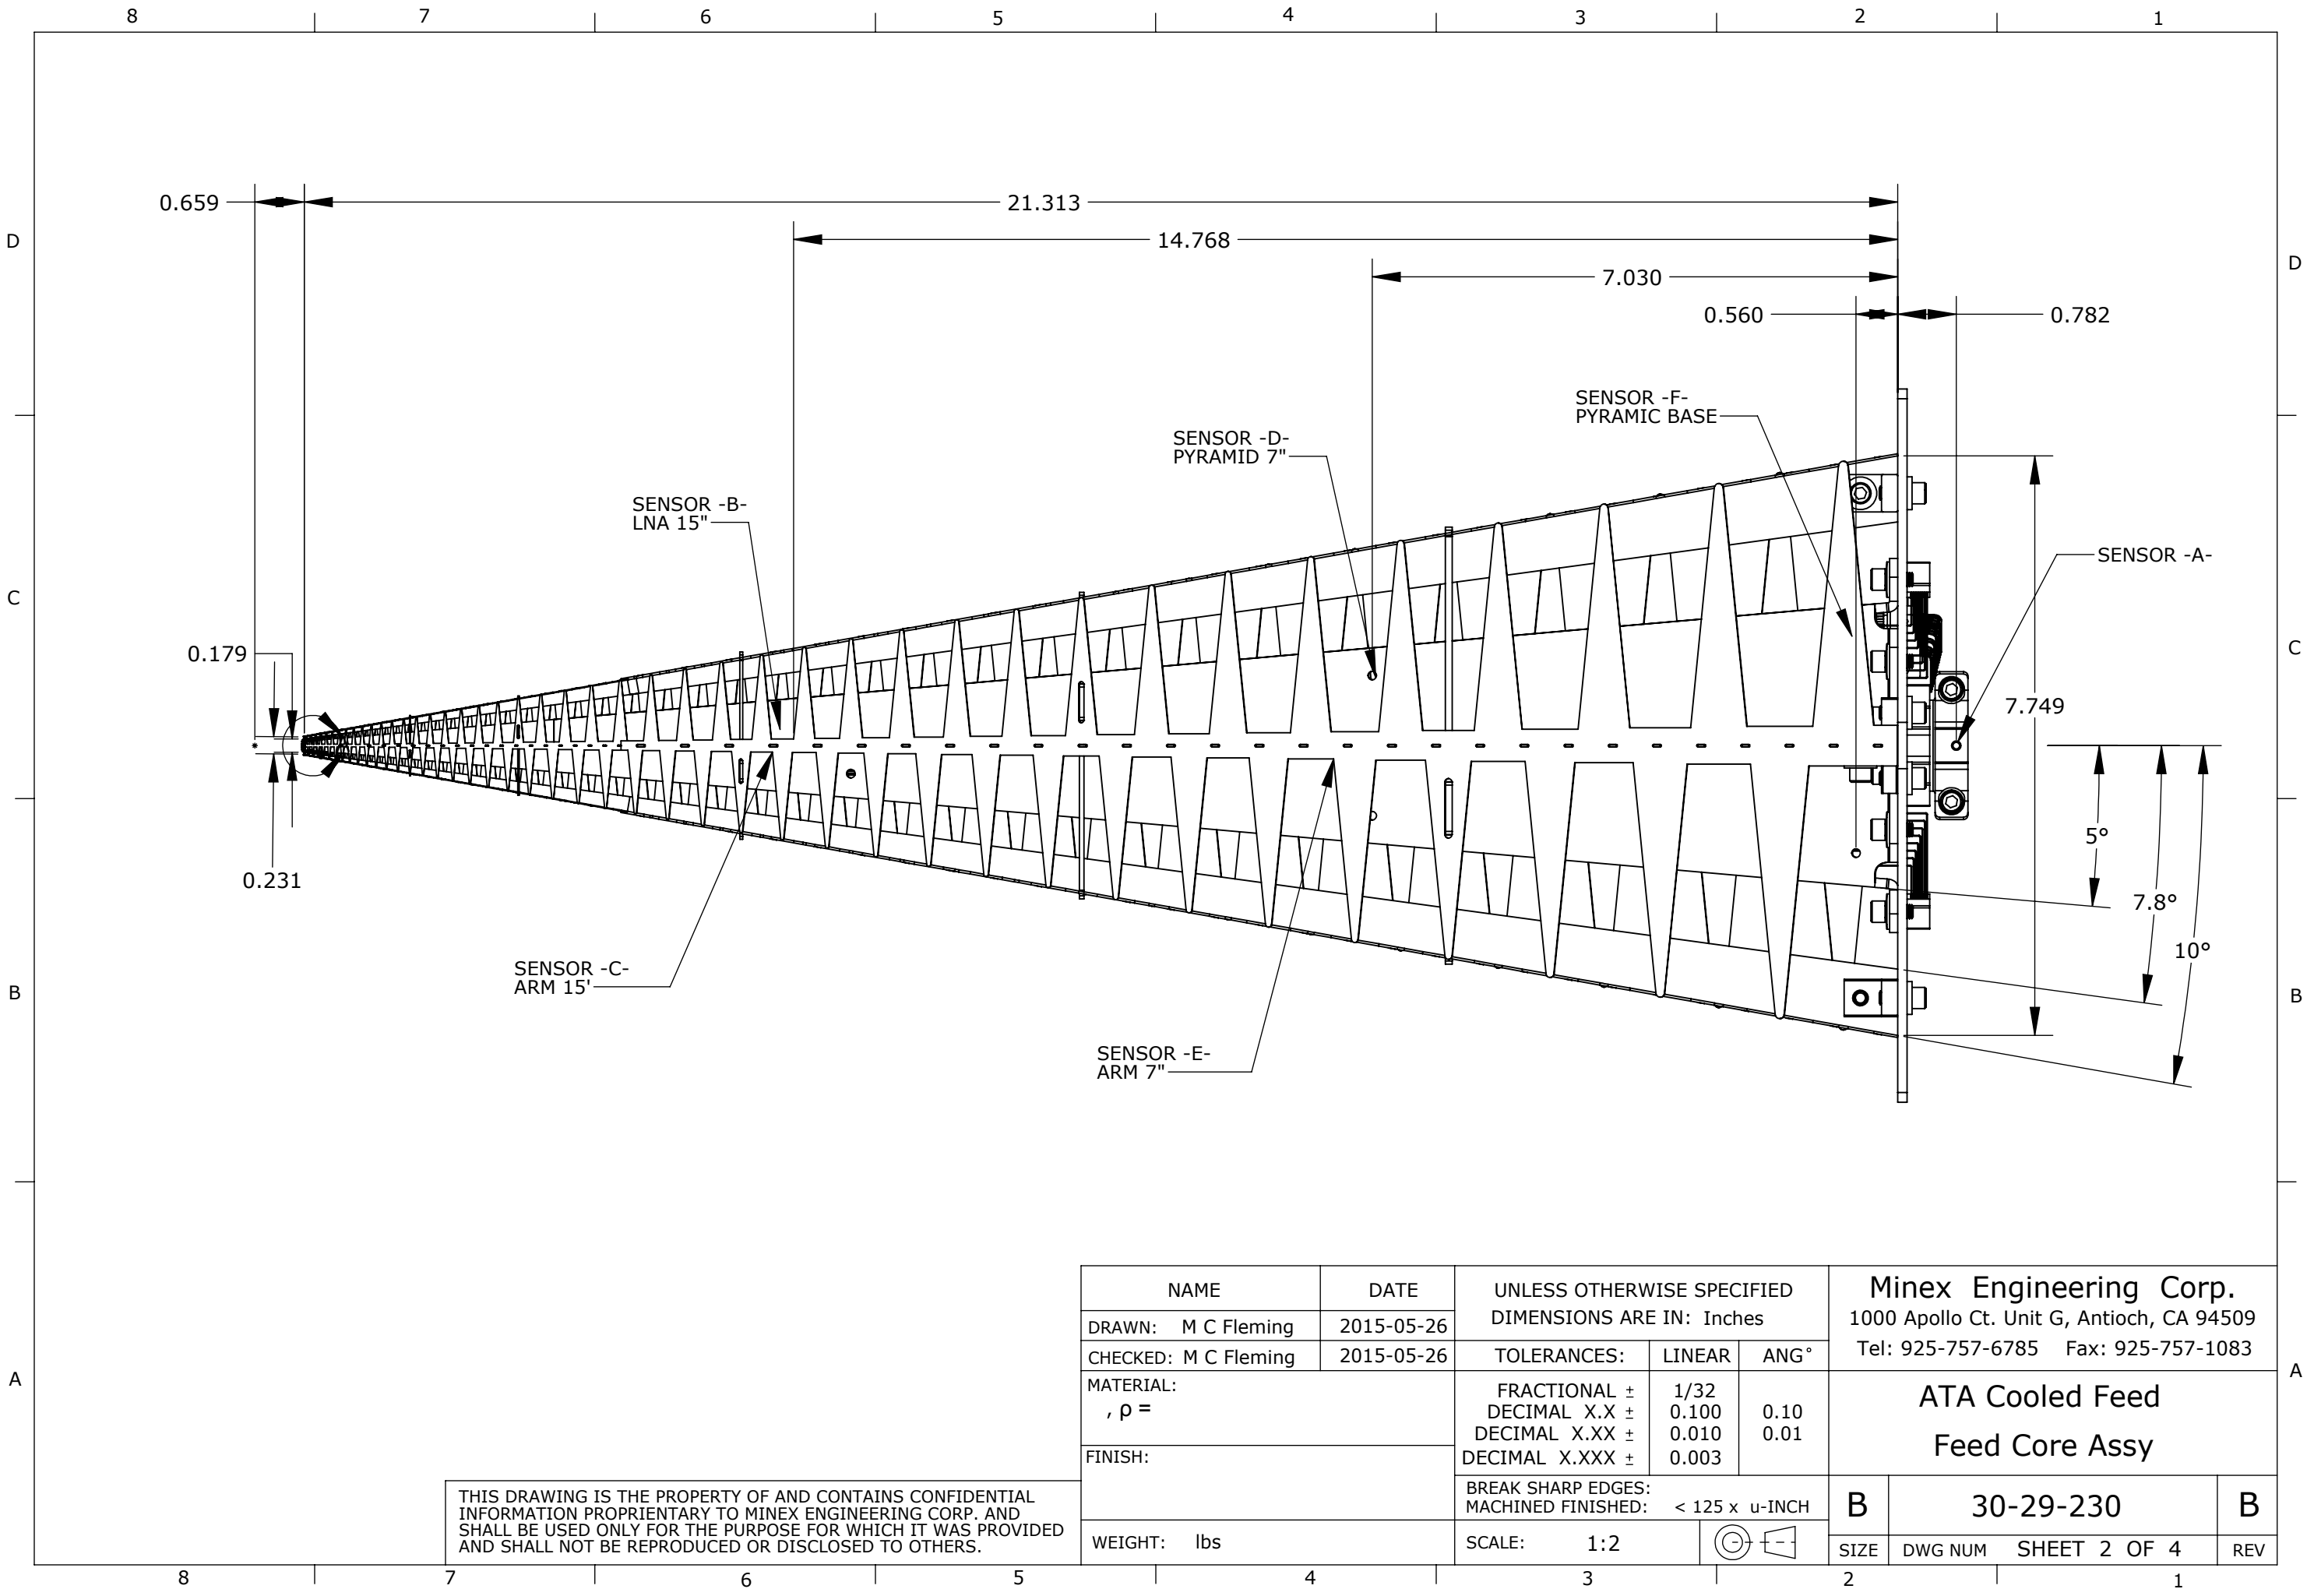 8 7 6 5 4 3 2 1
D
D
C
C
B
B
A
A
0.659
21.313
14.768
7.030
0.560
0.782
SENSOR -F-
PYRAMIC BASE
SENSOR -D-
PYRAMID 7"
SENSOR -B-
LNA 15"
SENSOR -A-
0.179
7.749
0.231
5°
7.8°
10°
SENSOR -C-
ARM 15'
SENSOR -E-
ARM 7"
NAME DATE
DRAWN: M C Fleming 2015-05-26
CHECKED: M C Fleming 2015-05-26
MATERIAL:
, ρ =
FINISH:
WEIGHT: lbs
UNLESS OTHERWISE SPECIFIED
DIMENSIONS ARE IN: Inches
TOLERANCES: LINEAR ANG°
FRACTIONAL ± 1/32
DECIMAL X.X ± 0.100 0.10
DECIMAL X.XX ± 0.010 0.01
DECIMAL X.XXX ± 0.003
BREAK SHARP EDGES:
MACHINED FINISHED: < 125 x u-INCH
SCALE: 1:2
Minex Engineering Corp.
1000 Apollo Ct. Unit G, Antioch, CA 94509
Tel: 925-757-6785 Fax: 925-757-1083
ATA Cooled Feed
Feed Core Assy
B 30-29-230 B
SIZE DWG NUM SHEET 2 OF 4 REV
THIS DRAWING IS THE PROPERTY OF AND CONTAINS CONFIDENTIAL
INFORMATION PROPRIENTARY TO MINEX ENGINEERING CORP. AND
SHALL BE USED ONLY FOR THE PURPOSE FOR WHICH IT WAS PROVIDED
AND SHALL NOT BE REPRODUCED OR DISCLOSED TO OTHERS.
8 7 6 5 4 3 2 1